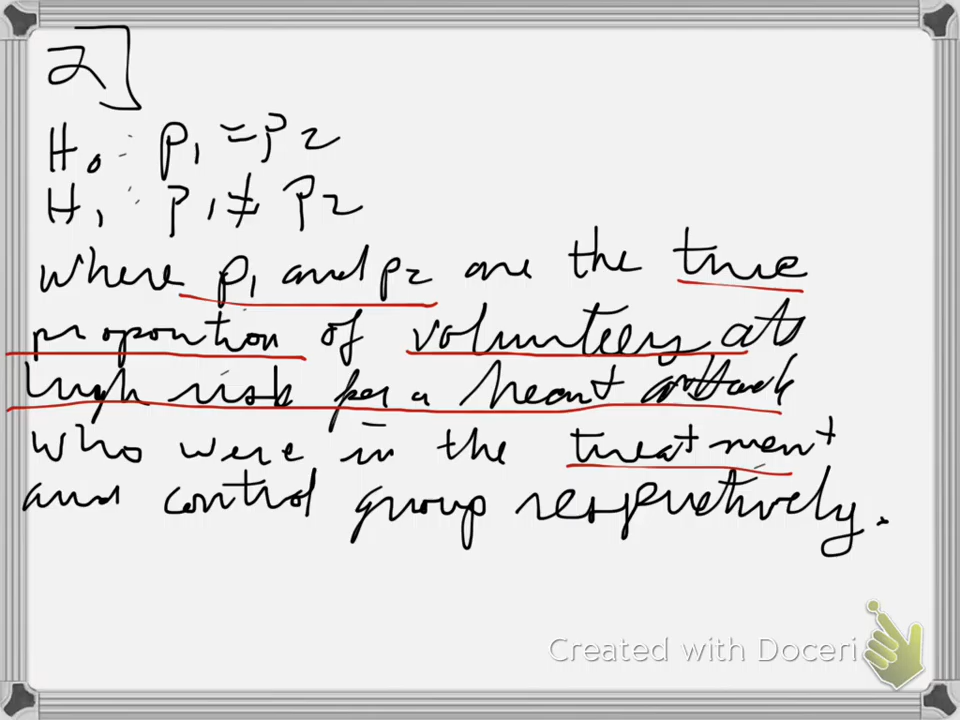 2]
H0: p1 = p2
H1: p1 ≠ p2
where p1 and p2 are the true
proportion of volunteers at
high risk for a heart attack
who were in the treatment
and control group respectively.
Created with Doceri